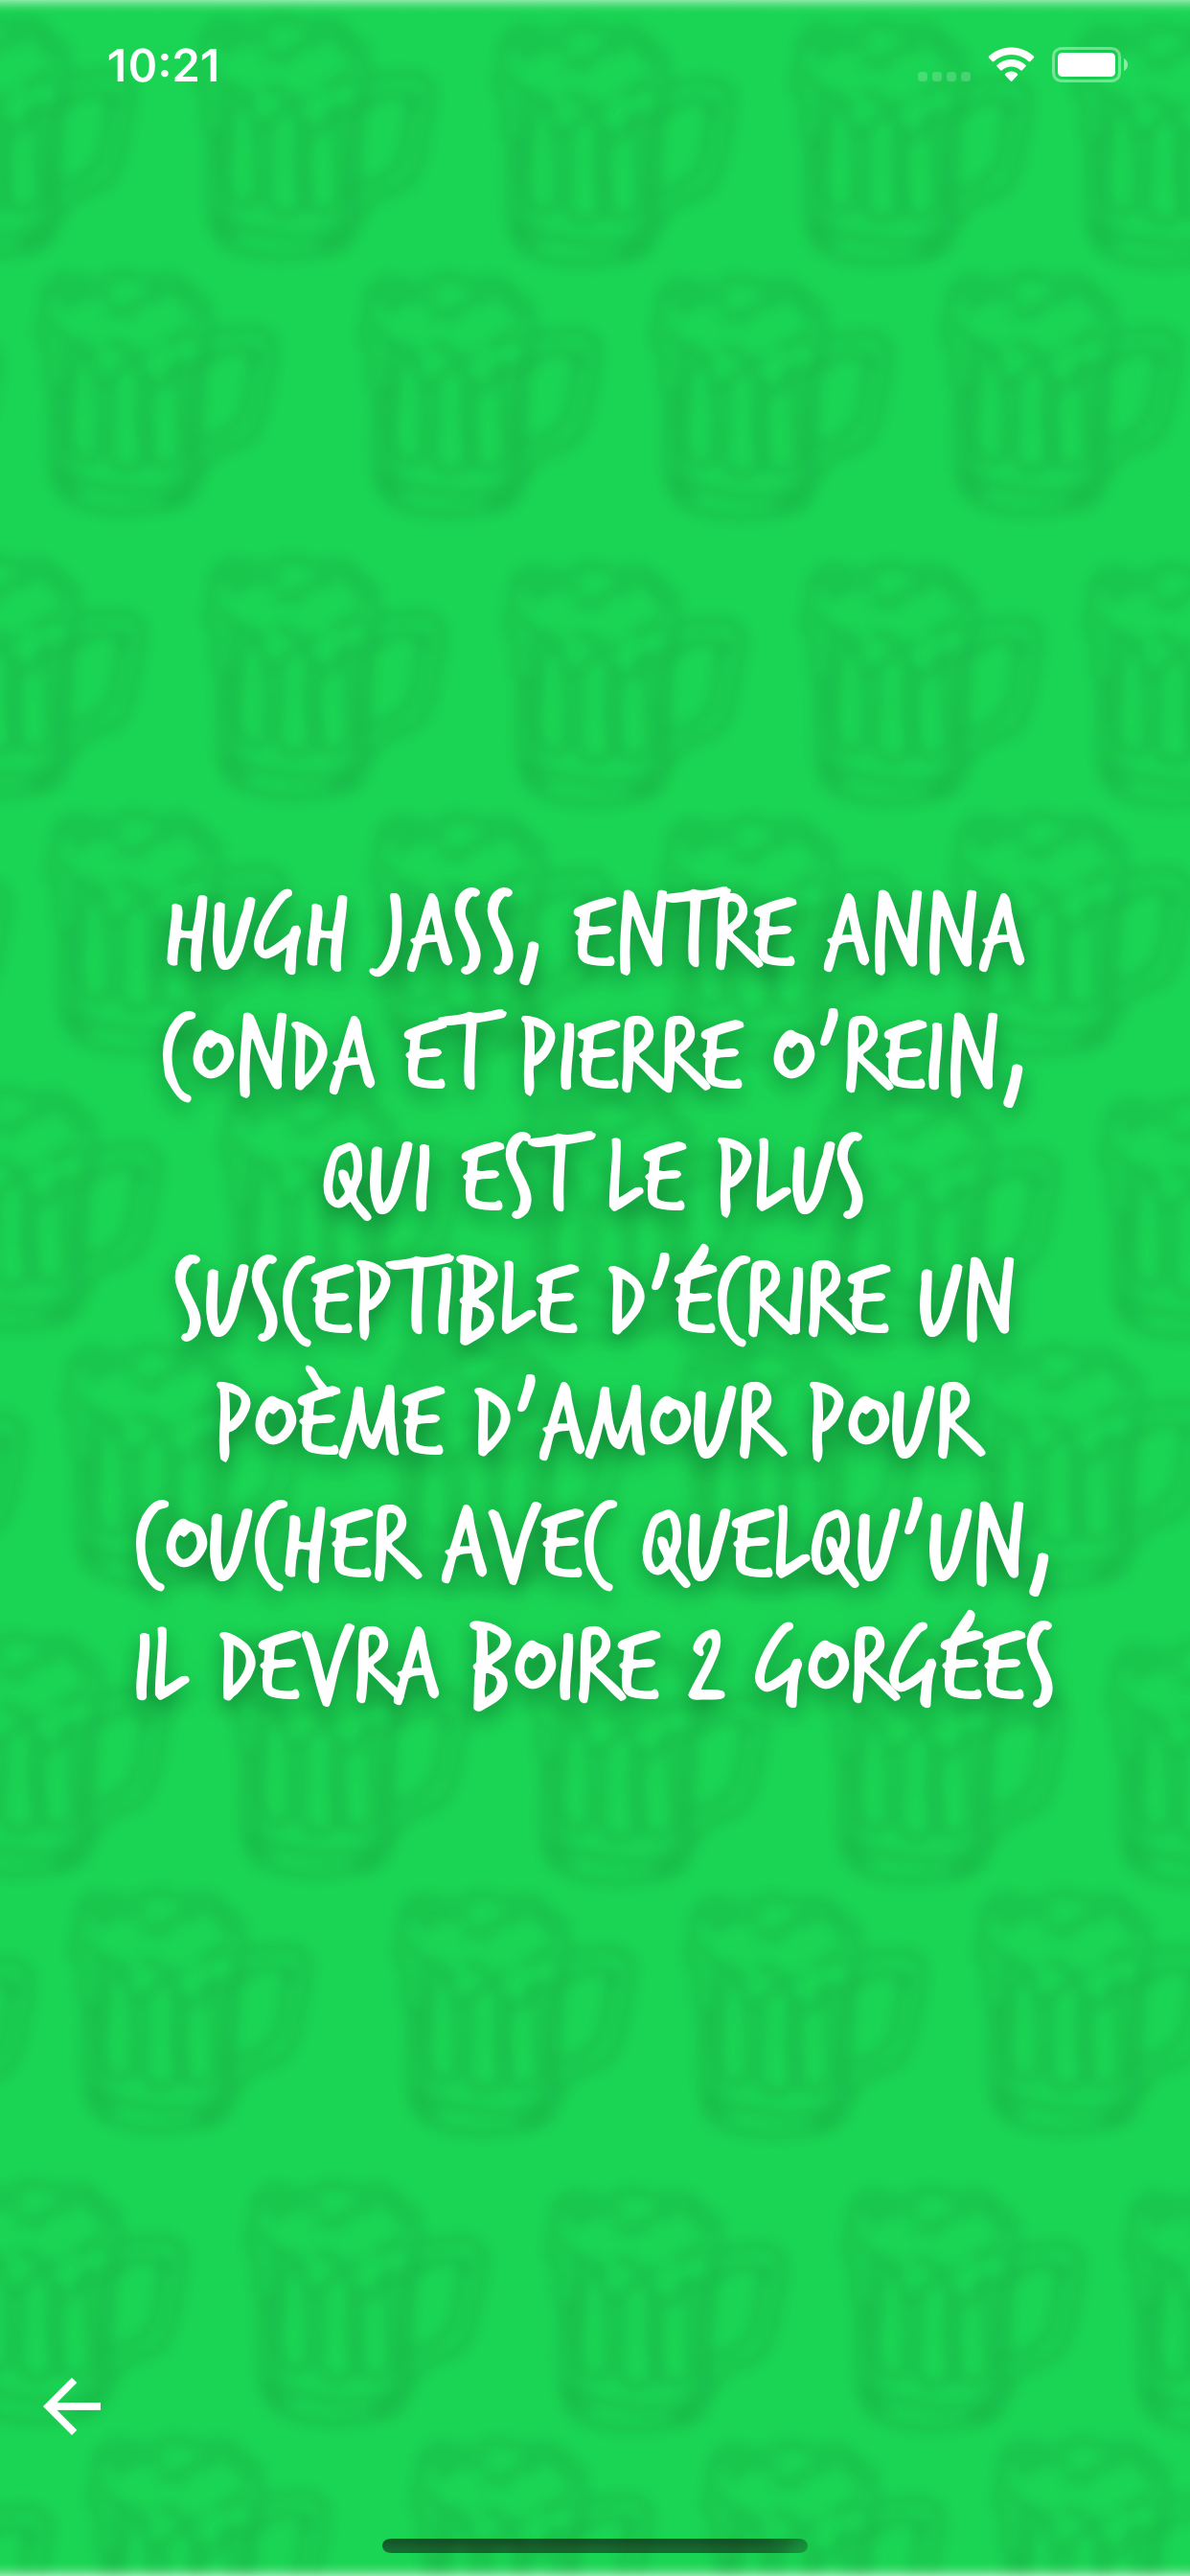 10:21
HUGH JASS, ENTRE ANNA
CONDA ET PIERRE O'REIN,
QUI EST LE PLUS
SUSCEPTIBLE D'ÉCRIRE UN
POÈME D'AMOUR POUR
COUCHER AVEC QUELQU'UN,
IL DEVRA BOIRE 2 GORGÉES